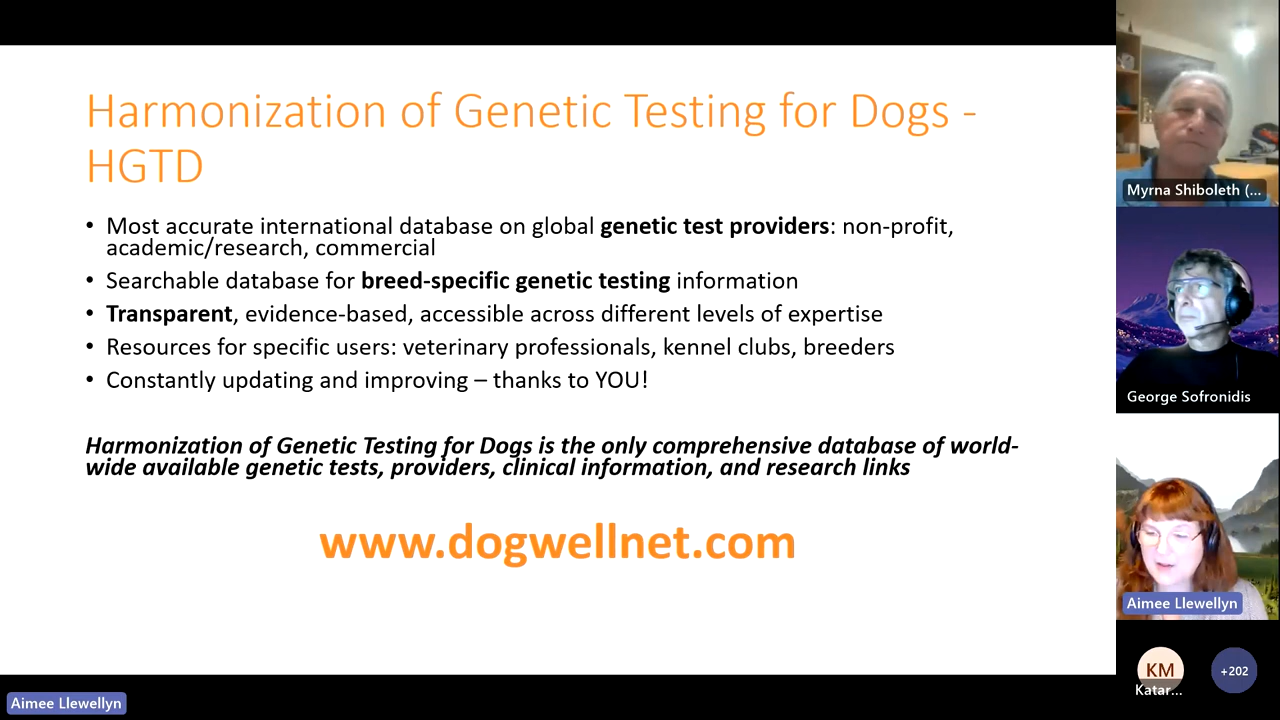 Harmonization of Genetic Testing for Dogs -
HGTD
• Most accurate international database on global genetic test providers: non-profit,
academic/research, commercial
• Searchable database for breed-specific genetic testing information
• Transparent, evidence-based, accessible across different levels of expertise
• Resources for specific users: veterinary professionals, kennel clubs, breeders
• Constantly updating and improving – thanks to YOU!
Harmonization of Genetic Testing for Dogs is the only comprehensive database of world-
wide available genetic tests, providers, clinical information, and research links
www.dogwellnet.com
Aimee Llewellyn
Myrna Shiboleth (...
George Sofronidis
Aimee Llewellyn
KM
Katar...
+202